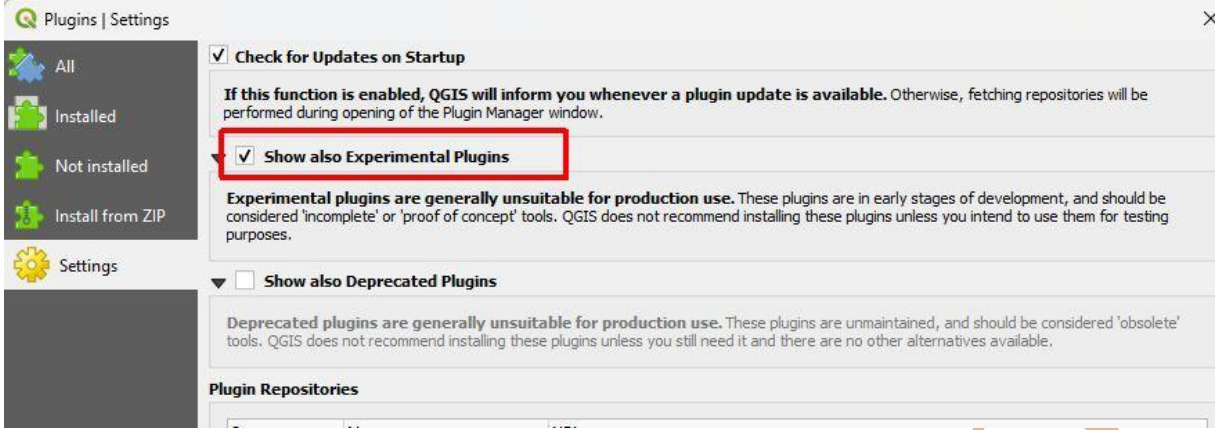 Plugins | Settings
All
Installed
Not installed
Install from ZIP
Settings
Check for Updates on Startup
If this function is enabled, QGIS will inform you whenever a plugin update is available. Otherwise, fetching repositories will be
performed during opening of the Plugin Manager window.
Show also Experimental Plugins
Experimental plugins are generally unsuitable for production use. These plugins are in early stages of development, and should be
considered 'incomplete' or 'proof of concept' tools. QGIS does not recommend installing these plugins unless you intend to use them for testing
purposes.
Show also Deprecated Plugins
Deprecated plugins are generally unsuitable for production use. These plugins are unmaintained, and should be considered 'obsolete'
tools. QGIS does not recommend installing these plugins unless you still need it and there are no other alternatives available.
Plugin Repositories